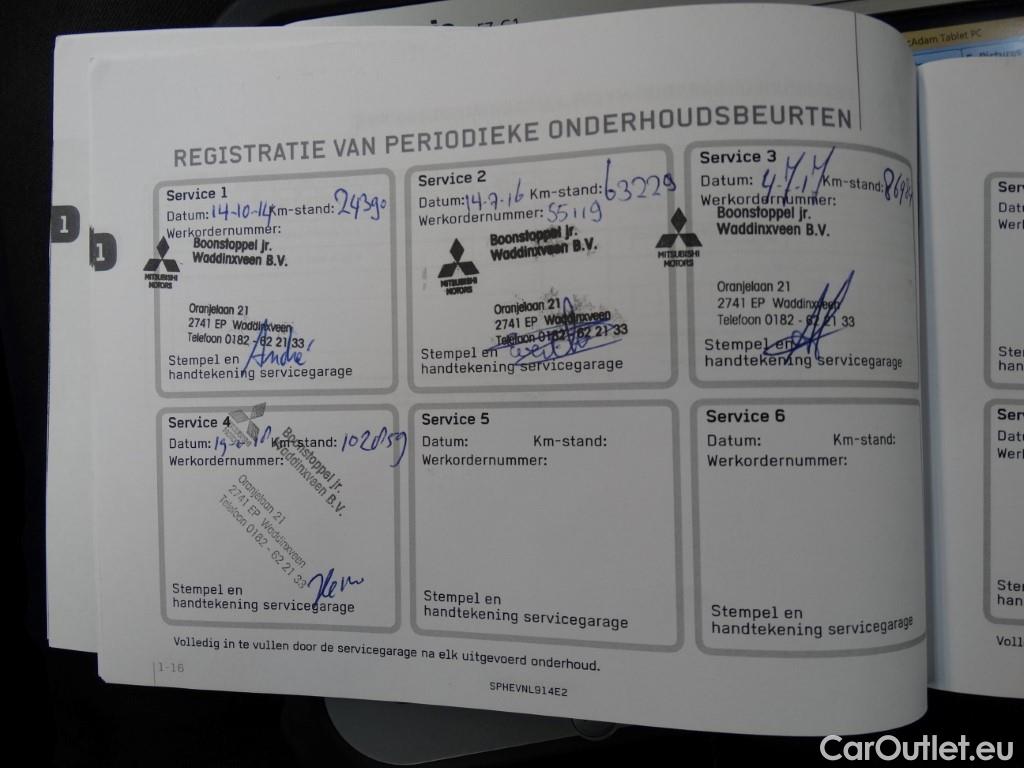 cAdam Tablet PC
REGISTRATIE VAN PERIODIEKE ONDERHOUDSBEURTEN
1
1
Service 1
Datum: 14-10-14 Km-stand: 24390
Werkordernummer:
MITSUBISHI MOTORS
Boonstoppel jr.
Waddinxveen B.V.
Oranjelaan 21
2741 EP Waddinxveen
Telefoon 0182 - 62 21 33
Stempel en
handtekening servicegarage
André
Service 2
Datum: 14-7-16 Km-stand: 63229
Werkordernummer: 55119
MITSUBISHI MOTORS
Boonstoppel jr.
Waddinxveen B.V.
Oranjelaan 21
2741 EP Waddinxveen
Telefoon 0182 - 62 21 33
Stempel en
handtekening servicegarage
Service 3
Datum: 4-7-17 Km-stand:
Werkordernummer:
MITSUBISHI MOTORS
Boonstoppel jr.
Waddinxveen B.V.
Oranjelaan 21
2741 EP Waddinxveen
Telefoon 0182 - 62 21 33
Stempel en
handtekening servicegarage
Service 4
Datum: Km-stand: 102859
Werkordernummer:
Boonstoppel jr.
Waddinxveen B.V.
Oranjelaan 21
2741 EP Waddinxveen
Telefoon 0182 - 62 21 33
Stempel en
handtekening servicegarage
Service 5
Datum: Km-stand:
Werkordernummer:
Stempel en
handtekening servicegarage
Service 6
Datum: Km-stand:
Werkordernummer:
Stempel en
handtekening servicegarage
Volledig in te vullen door de servicegarage na elk uitgevoerd onderhoud.
1-16
SPHEVNL914E2
CarOutlet.eu